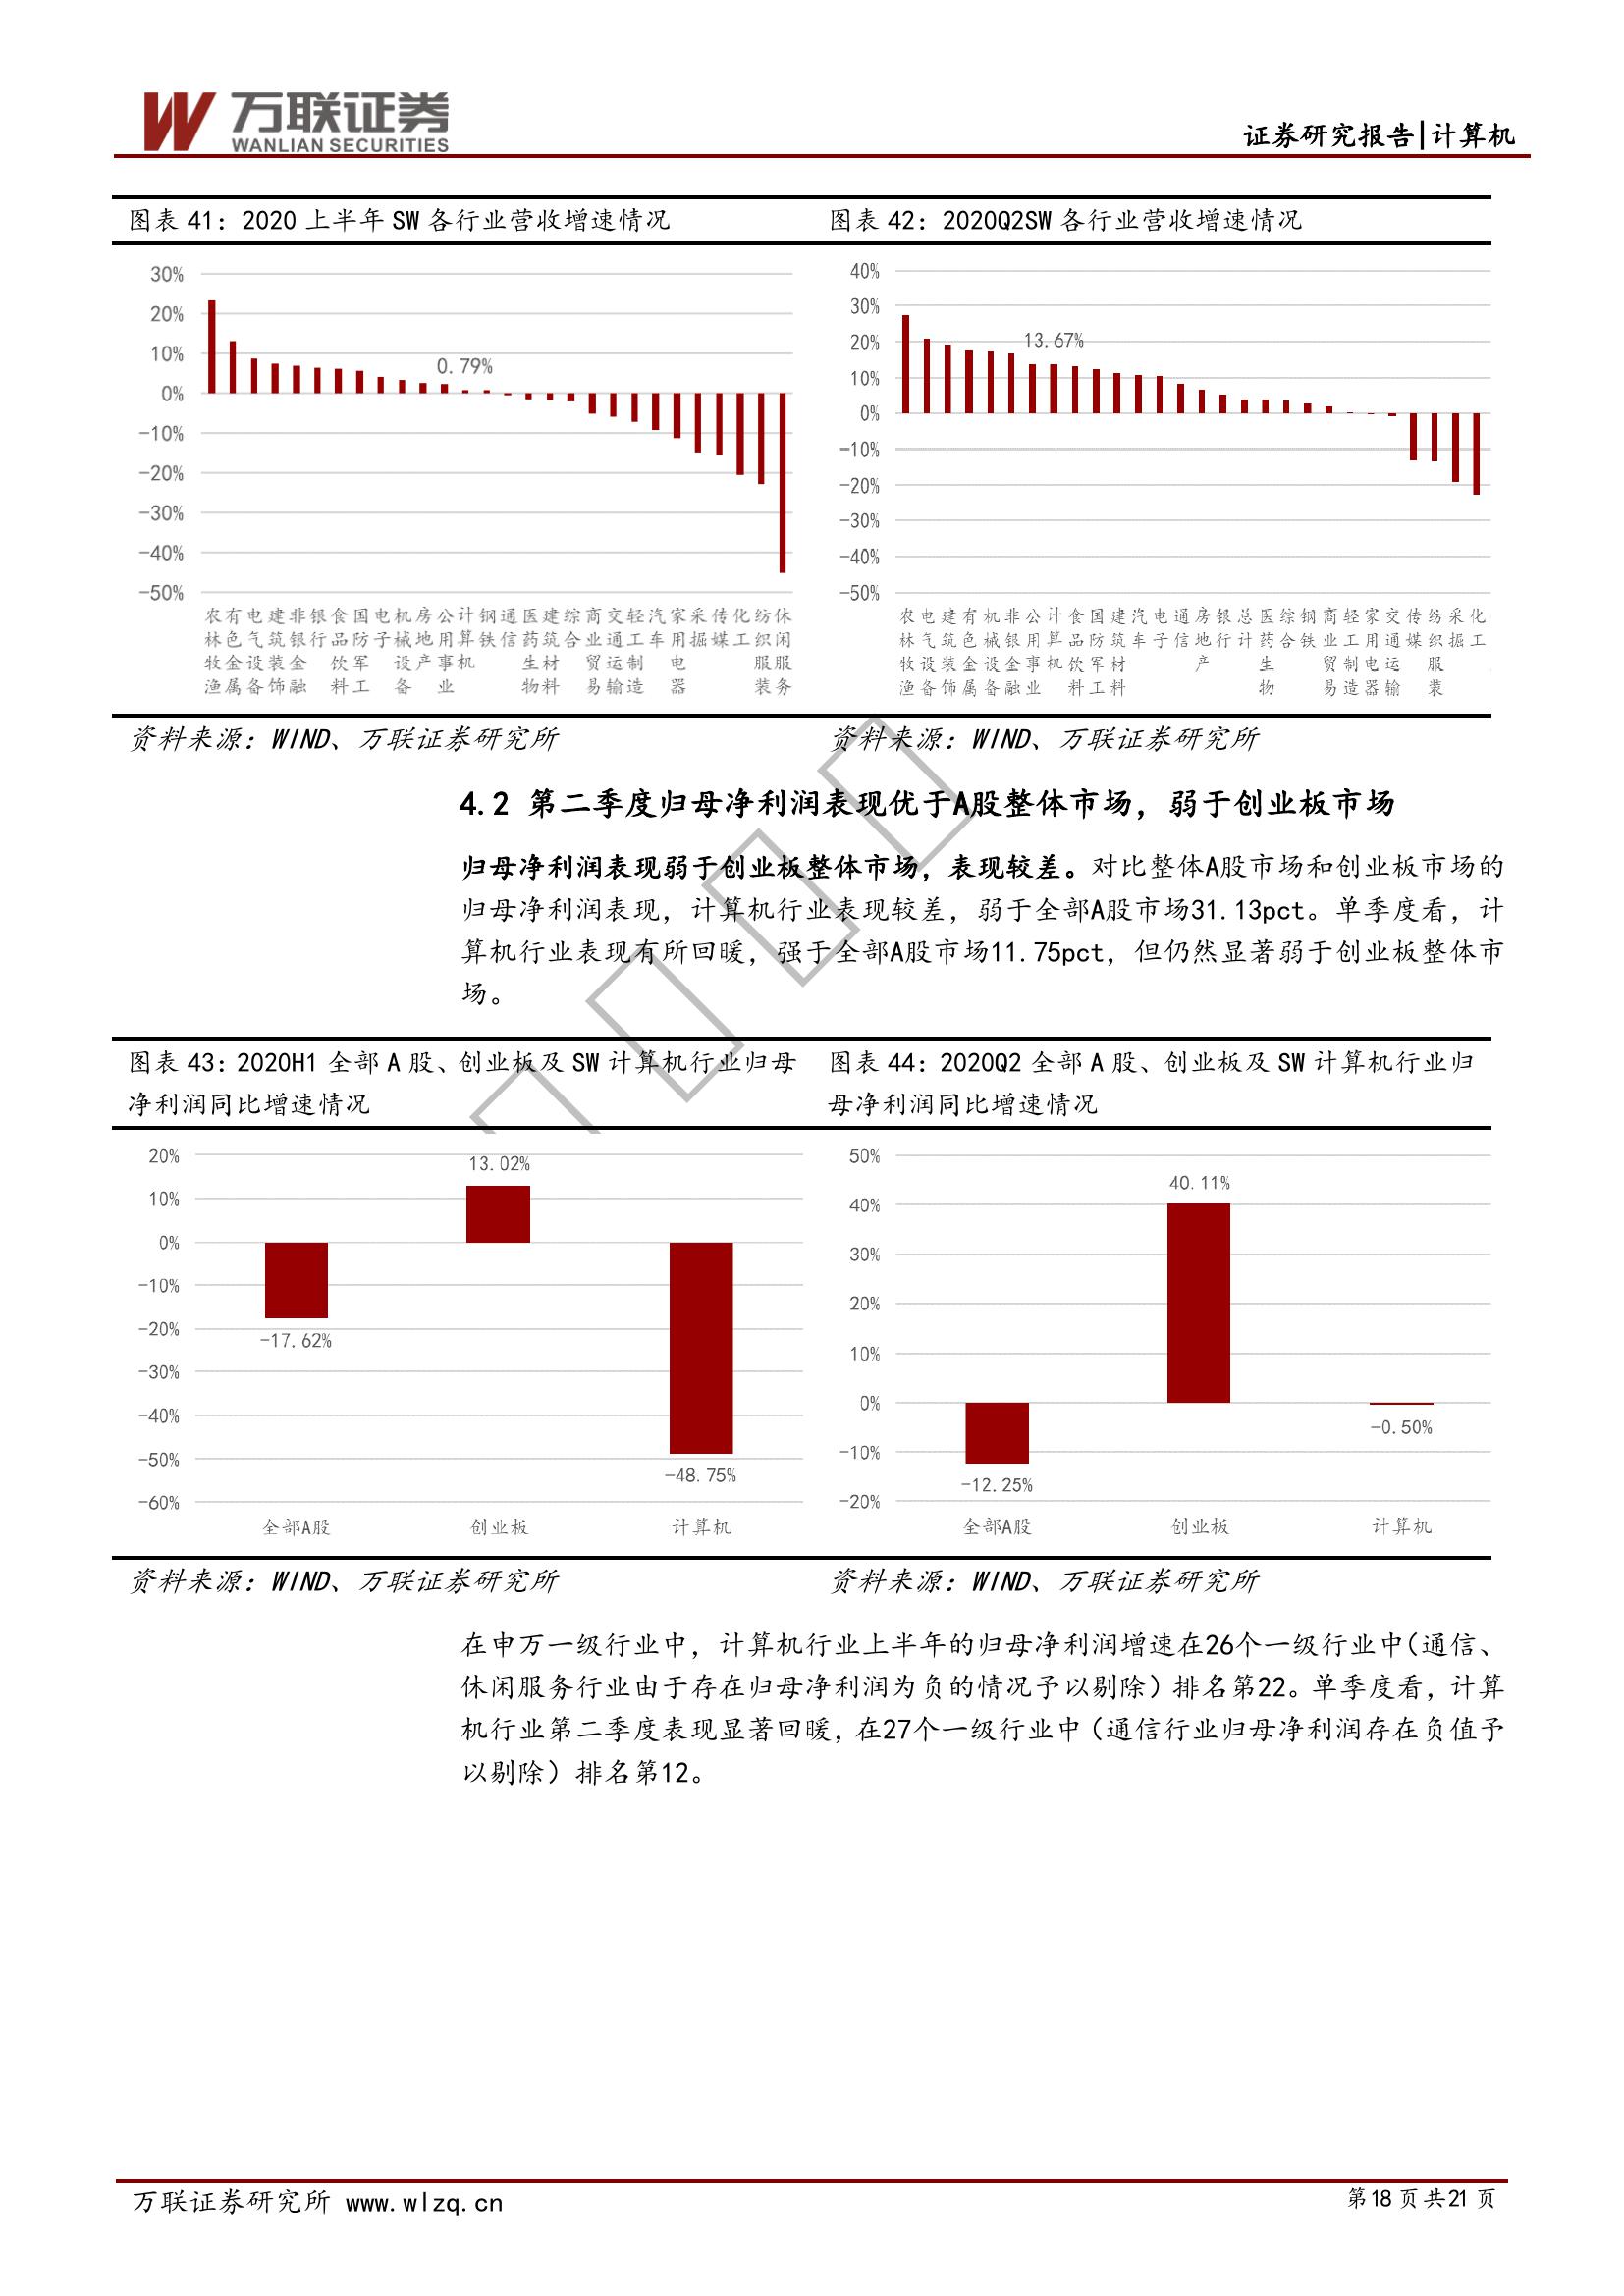 万联证券
WANLIAN SECURITIES
证券研究报告|计算机
图表 41：2020 上半年 SW 各行业营收增速情况
30%
20%
10%
0%
-10%
-20%
-30%
-40%
-50%
0.79%
农林牧渔
有色金属
电气设备
建筑装饰
非银金融
银行
食品饮料
国防军工
电子
机械设备
房地产
公用事业
计算机
钢铁
通信
医药生物
建筑材料
综合
商业贸易
交通运输
轻工制造
汽车
家用电器
采掘
传媒
化工
纺织服装
休闲服务
图表 42：2020Q2SW 各行业营收增速情况
40%
30%
20%
10%
0%
-10%
-20%
-30%
-40%
-50%
13.67%
农林牧渔
电气设备
建筑装饰
有色金属
机械设备
非银金融
公用事业
计算机
食品饮料
国防军工
建筑材料
汽车
电子
通信
房地产
银行
总计
医药生物
综合
钢铁
商业贸易
轻工制造
家用电器
交通运输
传媒
纺织服装
采掘
化工
资料来源：WIND、万联证券研究所
资料来源：WIND、万联证券研究所
4.2 第二季度归母净利润表现优于A股整体市场，弱于创业板市场
归母净利润表现弱于创业板整体市场，表现较差。对比整体A股市场和创业板市场的
归母净利润表现，计算机行业表现较差，弱于全部A股市场31.13pct。单季度看，计
算机行业表现有所回暖，强于全部A股市场11.75pct，但仍然显著弱于创业板整体市
场。
图表 43：2020H1 全部 A 股、创业板及 SW 计算机行业归母
净利润同比增速情况
20%
10%
0%
-10%
-20%
-30%
-40%
-50%
-60%
13.02%
-17.62%
-48.75%
全部A股
创业板
计算机
图表 44：2020Q2 全部 A 股、创业板及 SW 计算机行业归
母净利润同比增速情况
50%
40%
30%
20%
10%
0%
-10%
-20%
40.11%
-0.50%
-12.25%
全部A股
创业板
计算机
资料来源：WIND、万联证券研究所
资料来源：WIND、万联证券研究所
在申万一级行业中，计算机行业上半年的归母净利润增速在26个一级行业中（通信、
休闲服务行业由于存在归母净利润为负的情况予以剔除）排名第22。单季度看，计算
机行业第二季度表现显著回暖，在27个一级行业中（通信行业归母净利润存在负值予
以剔除）排名第12。
万联证券研究所 www.wlzq.cn
第18 页 共21 页